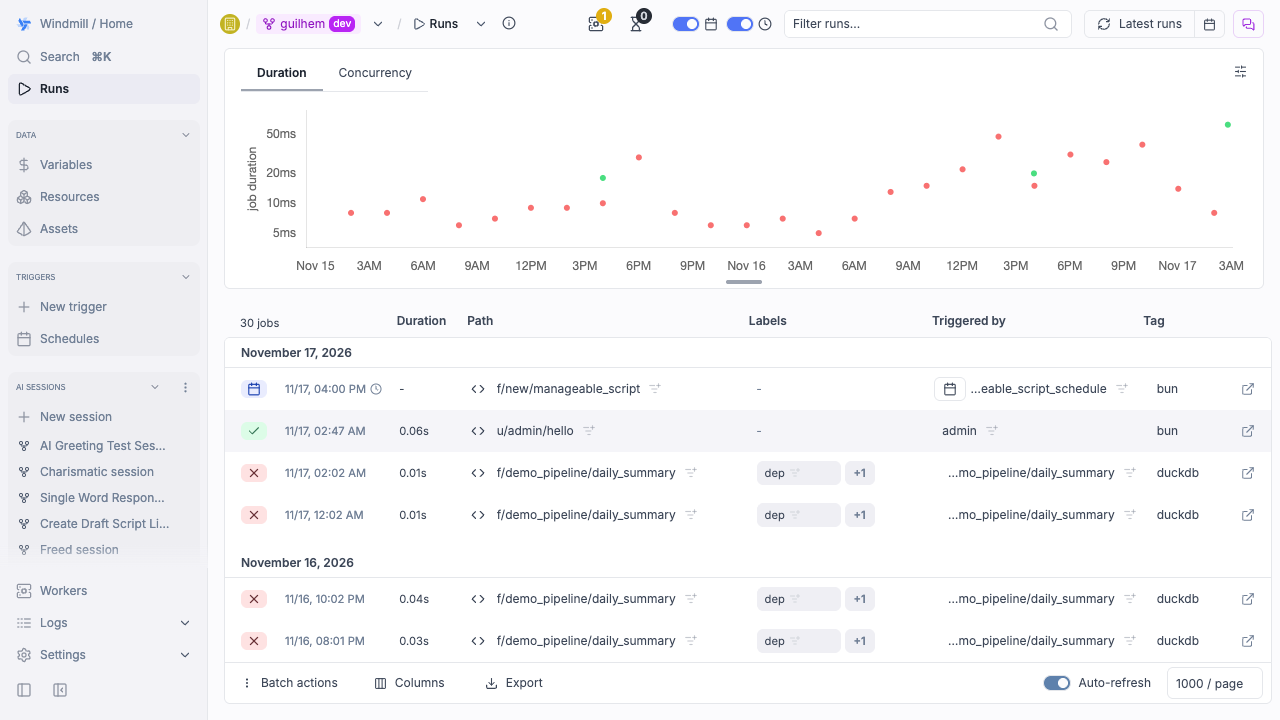 Windmill / Home
Search ⌘K
Runs
DATA
Variables
Resources
Assets
TRIGGERS
New trigger
Schedules
AI SESSIONS
New session
AI Greeting Test Ses...
Charismatic session
Single Word Respon...
Create Draft Script Li...
Freed session
Workers
Logs
Settings
/ guilhem dev / Runs 1 0 Filter runs... Latest runs
Duration Concurrency
job duration
50ms
20ms
10ms
5ms
Nov 15 3AM 6AM 9AM 12PM 3PM 6PM 9PM Nov 16 3AM 6AM 9AM 12PM 3PM 6PM 9PM Nov 17 3AM
30 jobs Duration Path Labels Triggered by Tag
November 17, 2026
11/17, 04:00 PM - f/new/manageable_script - ...eable_script_schedule bun
11/17, 02:47 AM 0.06s u/admin/hello - admin bun
11/17, 02:02 AM 0.01s f/demo_pipeline/daily_summary dep +1 ...mo_pipeline/daily_summary duckdb
11/17, 12:02 AM 0.01s f/demo_pipeline/daily_summary dep +1 ...mo_pipeline/daily_summary duckdb
November 16, 2026
11/16, 10:02 PM 0.04s f/demo_pipeline/daily_summary dep +1 ...mo_pipeline/daily_summary duckdb
11/16, 08:01 PM 0.03s f/demo_pipeline/daily_summary dep +1 ...mo_pipeline/daily_summary duckdb
Batch actions Columns Export Auto-refresh 1000 / page